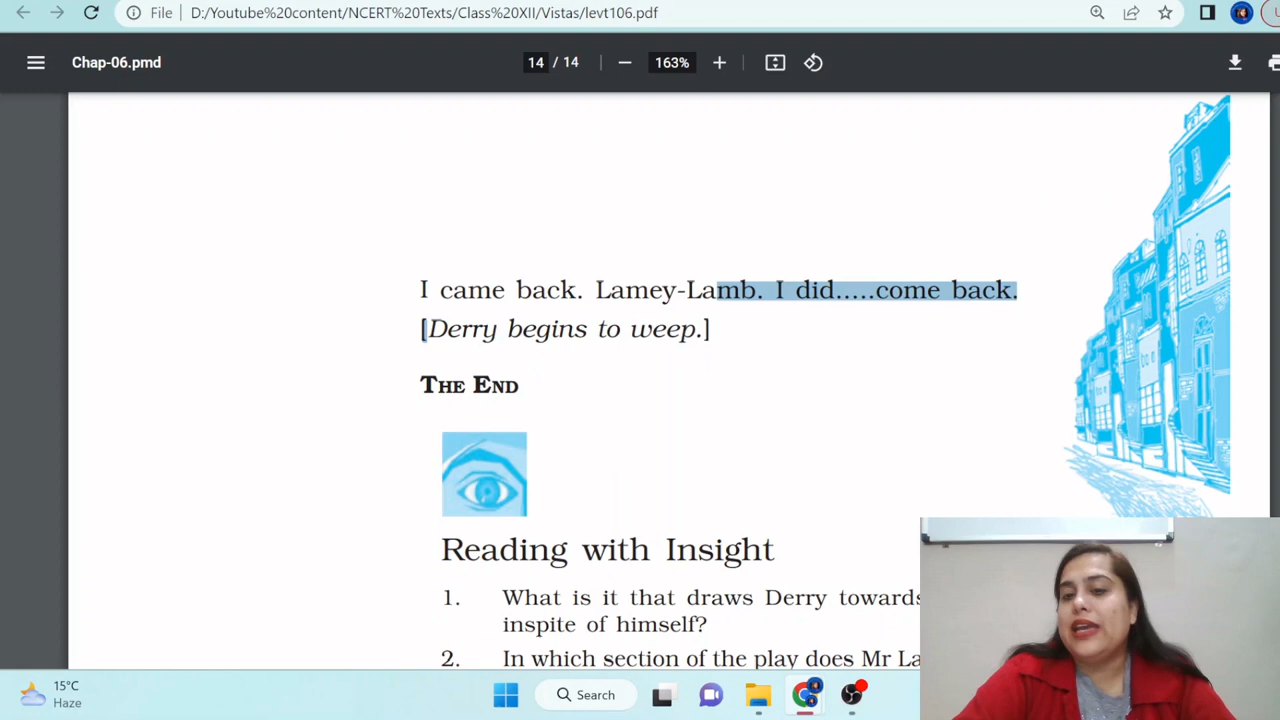 File D:/Youtube%20content/NCERT%20Texts/Class%20XII/Vistas/levt106.pdf
Chap-06.pmd
14 / 14
163%
I came back. Lamey-Lamb. I did.....come back.
[Derry begins to weep.]
THE END
Reading with Insight
1. What is it that draws Derry towards
inspite of himself?
2. In which section of the play does Mr La
15°C
Haze
Search